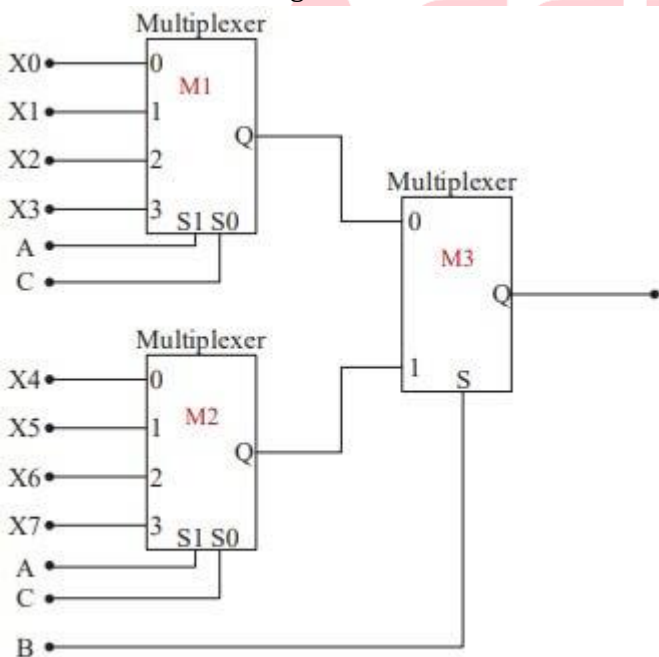 Multiplexer
X0 0
M1
X1 1
Q
X2 2
X3 3
S1 S0
A
C
Multiplexer
0
M3
Q
1
S
Multiplexer
X4 0
M2
X5 1
Q
X6 2
X7 3
S1 S0
A
C
B